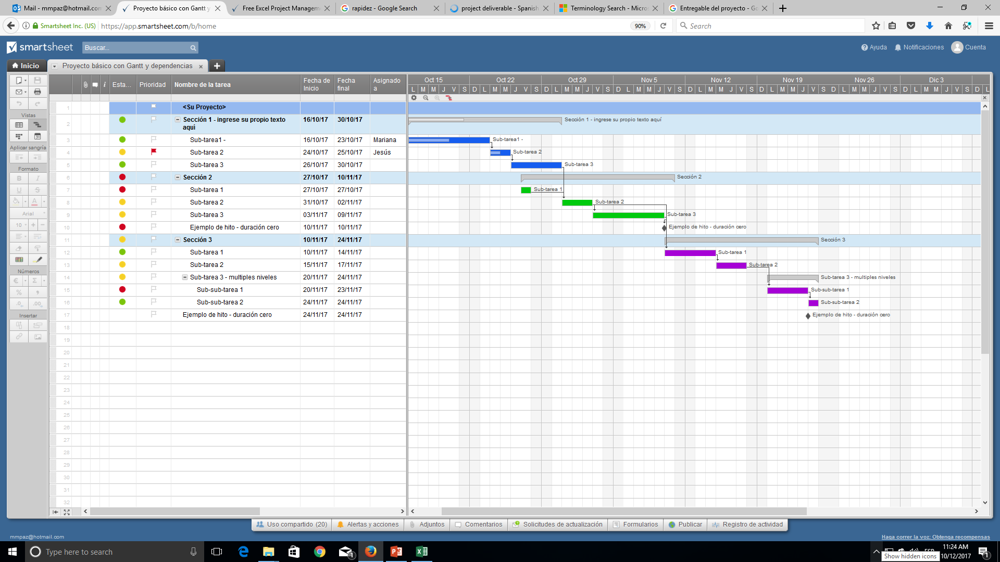 Mail - mmpaz@hotmail.con
Proyecto básico con Gantt y
Free Excel Project Managem
rapidez - Google Search
project deliverable - Spanish
Terminology Search - Micro
Entregable del proyecto - Go
Smartsheet Inc. (US)
https://app.smartsheet.com/b/home
90%
Search
smartsheet
Buscar...
Ayuda
Notificaciones
Cuenta
Inicio
Proyecto básico con Gantt y dependencias
Esta... Prioridad Nombre de la tarea Fecha de Inicio Fecha final Asignado a
Oct 15 Oct 22 Oct 29 Nov 5 Nov 12 Nov 19 Nov 26 Dic 3
L M M J V S D L M M J V S D L M M J V S D L M M J V S D L M M J V S D L M M J V S D L M M J V S D L M M J V S D L
Vistas
Aplicar sangría
Formato
B I
U S
A
Arial
10
Números
€ Σ
% ,
.0 .00
Insertar
1 <Su Proyecto>
2 Sección 1 - ingrese su propio texto aquí 16/10/17 30/10/17
3 Sub-tarea1 - 16/10/17 23/10/17 Mariana
4 Sub-tarea 2 24/10/17 25/10/17 Jesús
5 Sub-tarea 3 26/10/17 30/10/17
6 Sección 2 27/10/17 10/11/17
7 Sub-tarea 1 27/10/17 27/10/17
8 Sub-tarea 2 31/10/17 02/11/17
9 Sub-tarea 3 03/11/17 09/11/17
10 Ejemplo de hito - duración cero 10/11/17 10/11/17
11 Sección 3 10/11/17 24/11/17
12 Sub-tarea 1 10/11/17 14/11/17
13 Sub-tarea 2 15/11/17 17/11/17
14 Sub-tarea 3 - multiples niveles 20/11/17 24/11/17
15 Sub-sub-tarea 1 20/11/17 23/11/17
16 Sub-sub-tarea 2 24/11/17 24/11/17
17 Ejemplo de hito - duración cero 24/11/17 24/11/17
18
19
20
21
22
23
24
25
26
27
28
29
30
31
32
Sección 1 - ingrese su propio texto aquí
Sub-tarea1 -
Sub-tarea 2
Sub-tarea 3
Sección 2
Sub-tarea 1
Sub-tarea 2
Sub-tarea 3
Ejemplo de hito - duración cero
Sección 3
Sub-tarea 1
Sub-tarea 2
Sub-tarea 3 - multiples niveles
Sub-sub-tarea 1
Sub-sub-tarea 2
Ejemplo de hito - duración cero
Uso compartido (20)
Alertas y acciones
Adjuntos
Comentarios
Solicitudes de actualización
Formularios
Publicar
Registro de actividad
mmpaz@hotmail.com
Haga correr la voz: Obtenga recompensas
Type here to search
11:24 AM
10/12/2017
Show hidden icons